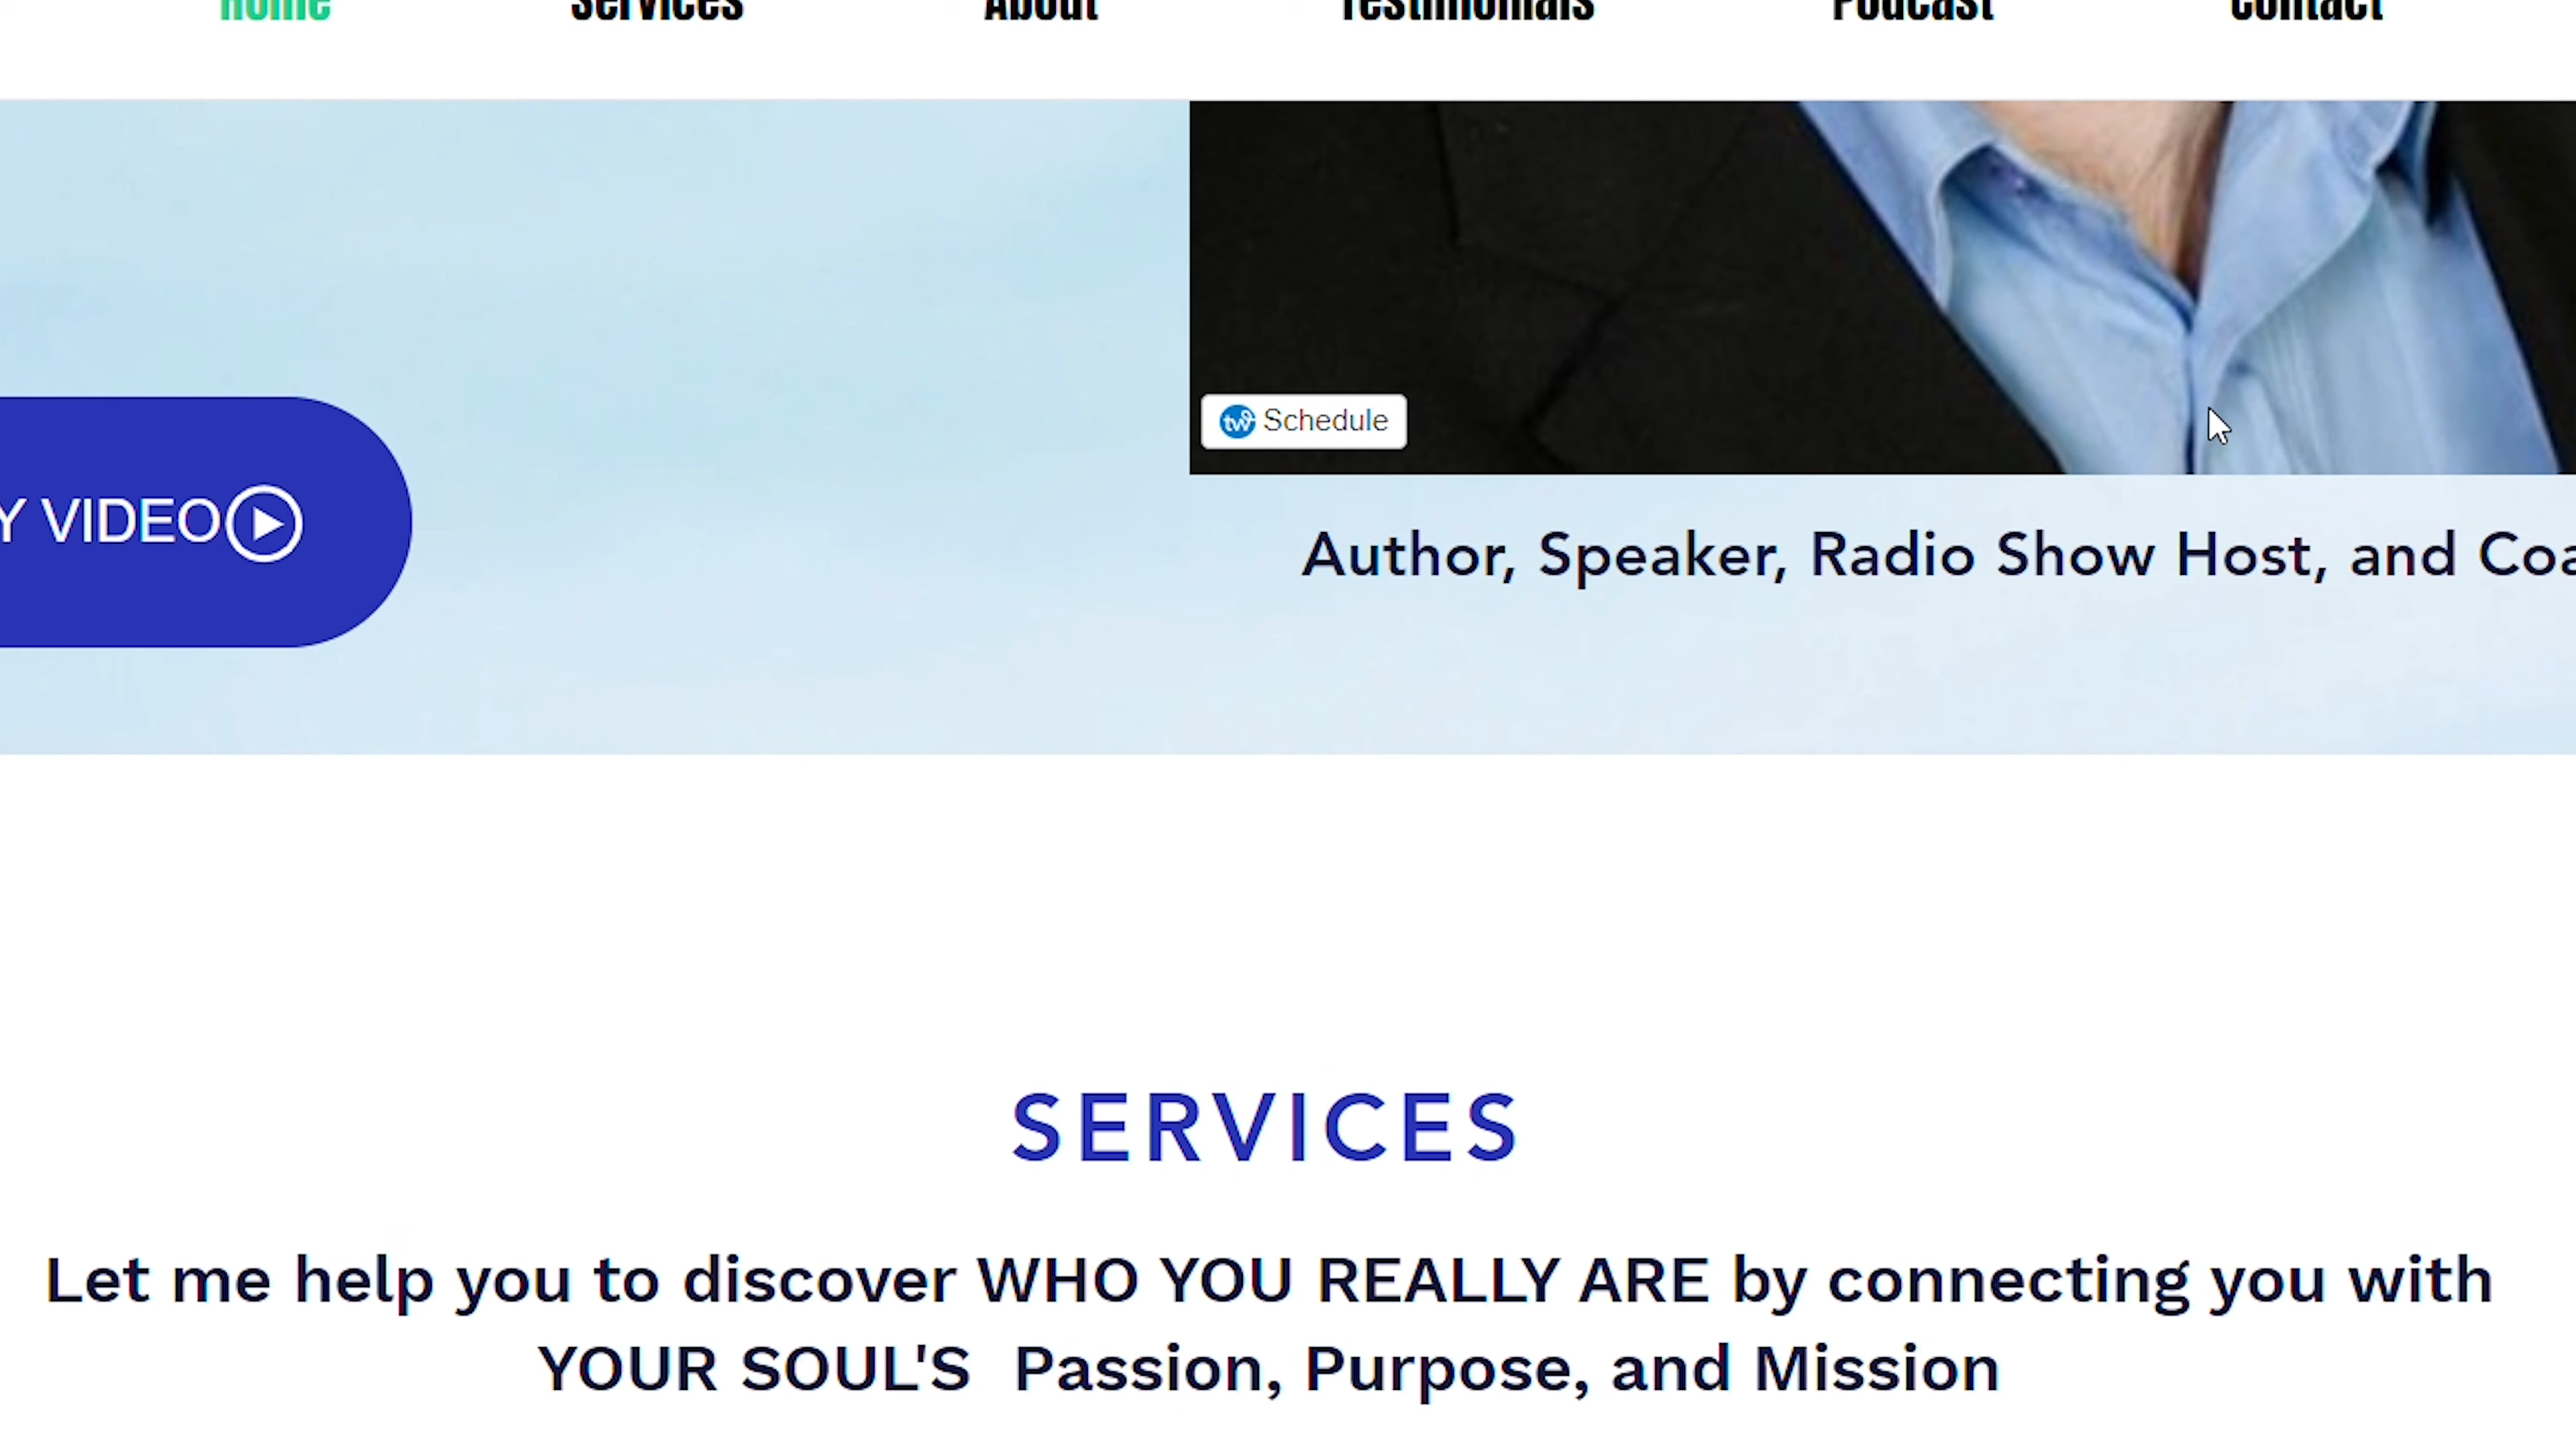 Home Services About Testimonials Podcast Contact
Schedule
Y VIDEO
Author, Speaker, Radio Show Host, and Coa
SERVICES
Let me help you to discover WHO YOU REALLY ARE by connecting you with
YOUR SOUL'S Passion, Purpose, and Mission